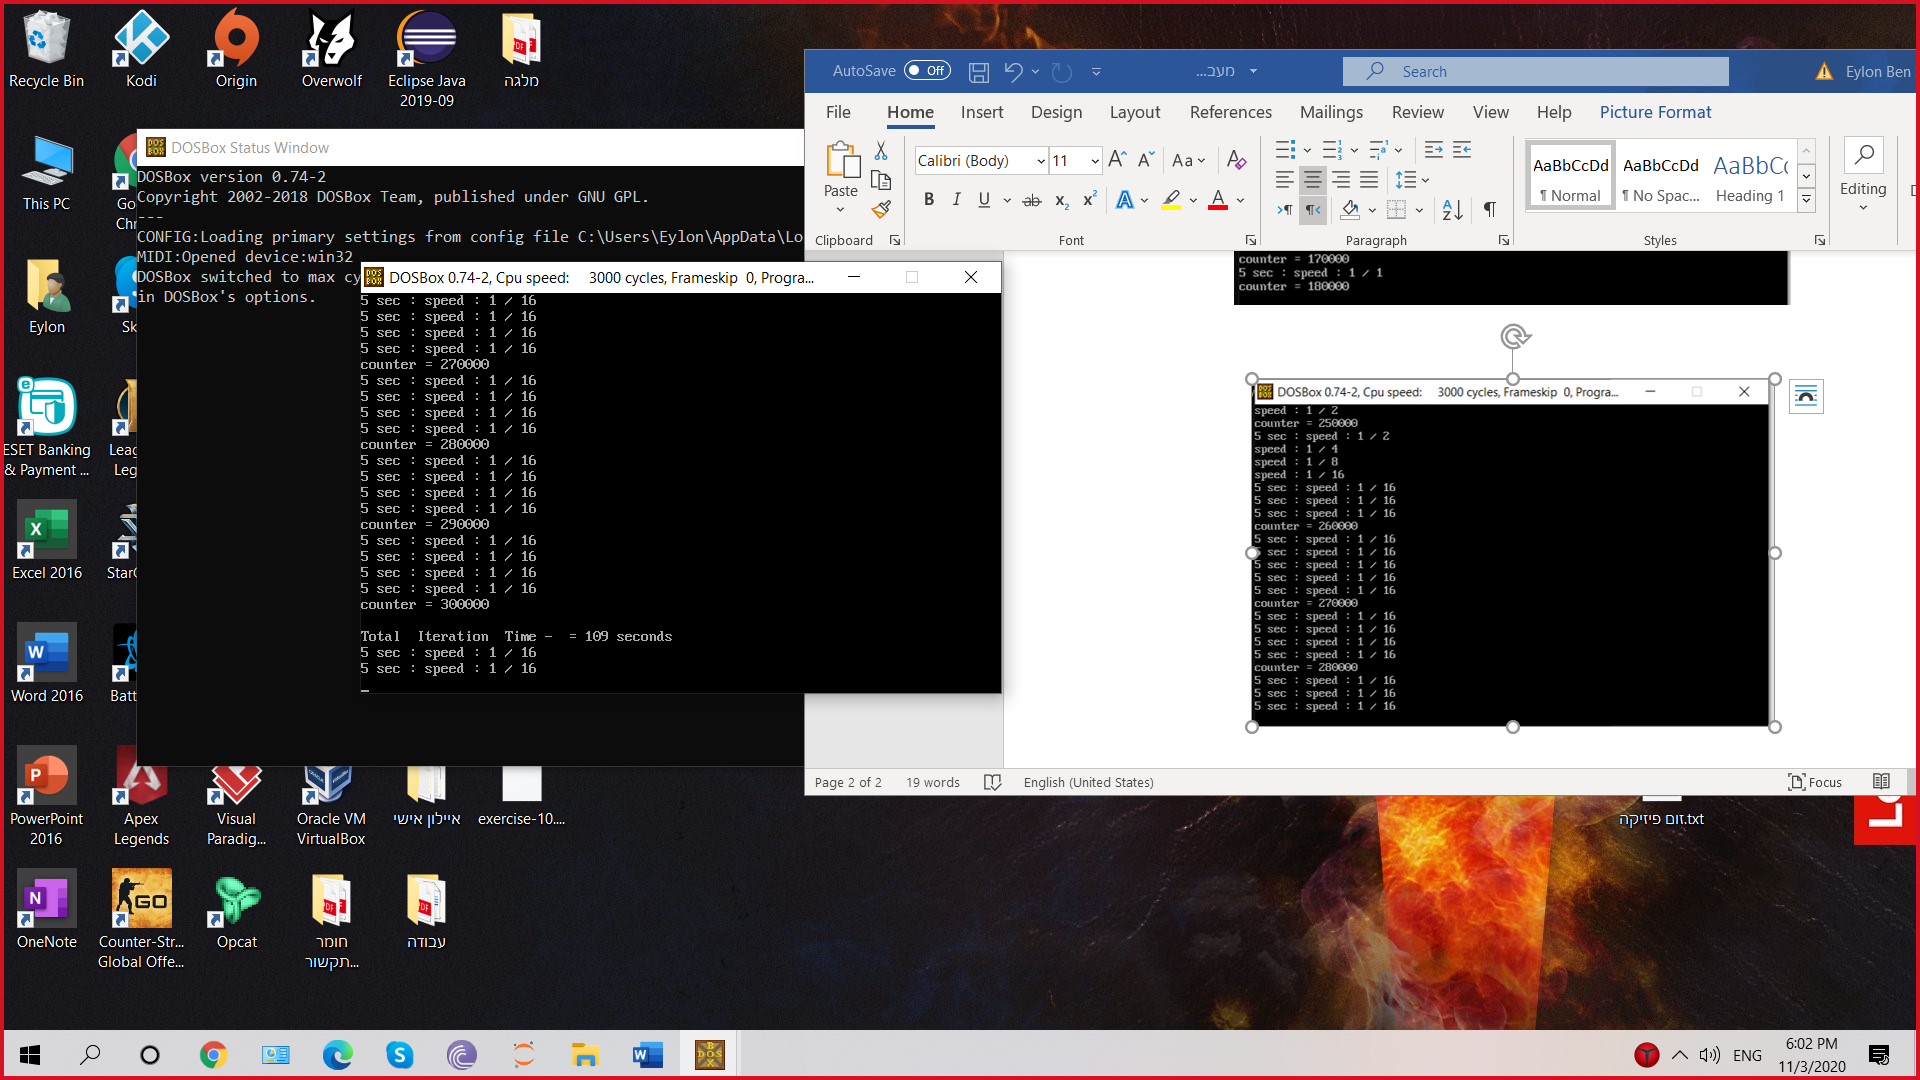 Recycle Bin
Kodi
Origin
Overwolf
Eclipse Java
2019-09
מלגה
This PC
Eylon
ESET Banking
& Payment ...
Excel 2016
Word 2016
PowerPoint
2016
Apex
Legends
Visual
Paradig...
Oracle VM
VirtualBox
איילון אישי
exercise-10....
OneNote
Counter-Str...
Global Offe...
Opcat
חומר
תקשור...
עבודה
זום פיזיקה.txt
DOSBox Status Window
DOSBox version 0.74-2
Copyright 2002-2018 DOSBox Team, published under GNU GPL.
---
CONFIG:Loading primary settings from config file C:\Users\Eylon\AppData\Lo
MIDI:Opened device:win32
DOSBox switched to max cy
in DOSBox's options.
DOSBox 0.74-2, Cpu speed: 3000 cycles, Frameskip 0, Progra...
5 sec : speed : 1 / 16
5 sec : speed : 1 / 16
5 sec : speed : 1 / 16
5 sec : speed : 1 / 16
counter = 270000
5 sec : speed : 1 / 16
5 sec : speed : 1 / 16
5 sec : speed : 1 / 16
5 sec : speed : 1 / 16
counter = 280000
5 sec : speed : 1 / 16
5 sec : speed : 1 / 16
5 sec : speed : 1 / 16
5 sec : speed : 1 / 16
counter = 290000
5 sec : speed : 1 / 16
5 sec : speed : 1 / 16
5 sec : speed : 1 / 16
5 sec : speed : 1 / 16
counter = 300000
Total Iteration Time - = 109 seconds
5 sec : speed : 1 / 16
5 sec : speed : 1 / 16
AutoSave Off
מעב...
Search
Eylon Ben
File Home Insert Design Layout References Mailings Review View Help Picture Format
Paste
Calibri (Body) 11
AaBbCcDd AaBbCcDd AaBbCc
¶ Normal ¶ No Spac... Heading 1
Editing
Clipboard Font Paragraph Styles
counter = 170000
5 sec : speed : 1 / 1
counter = 180000
DOSBox 0.74-2, Cpu speed: 3000 cycles, Frameskip 0, Progra...
speed : 1 / 2
counter = 250000
5 sec : speed : 1 / 2
speed : 1 / 4
speed : 1 / 8
speed : 1 / 16
5 sec : speed : 1 / 16
5 sec : speed : 1 / 16
5 sec : speed : 1 / 16
counter = 260000
5 sec : speed : 1 / 16
5 sec : speed : 1 / 16
5 sec : speed : 1 / 16
5 sec : speed : 1 / 16
5 sec : speed : 1 / 16
counter = 270000
5 sec : speed : 1 / 16
5 sec : speed : 1 / 16
5 sec : speed : 1 / 16
5 sec : speed : 1 / 16
counter = 280000
5 sec : speed : 1 / 16
5 sec : speed : 1 / 16
5 sec : speed : 1 / 16
Page 2 of 2 19 words English (United States) Focus
ENG
6:02 PM
11/3/2020